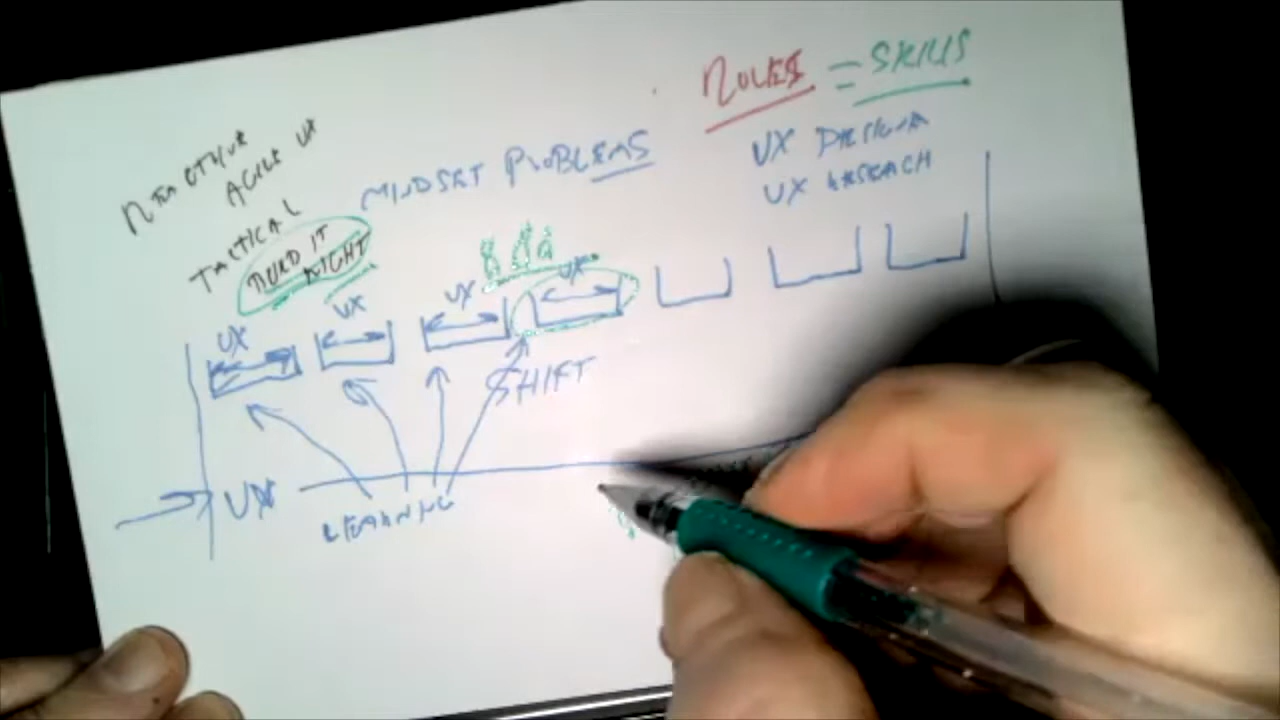 ROLES = SKILLS
UX DESIGN
UX RESEARCH
MINDSET PROBLEMS
REACTIVE
AGILE UX
TACTICAL
BUILD IT
RIGHT
UX
UX
UX
UX
SHIFT
UX
LEARNING